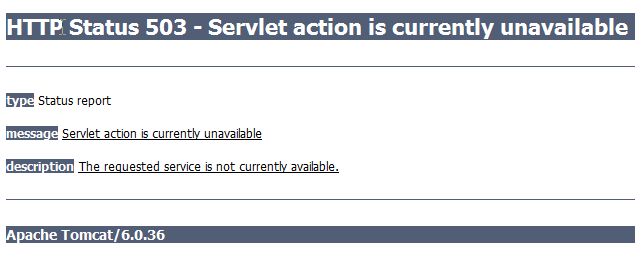 HTTP Status 503 - Servlet action is currently unavailable
type Status report
message Servlet action is currently unavailable
description The requested service is not currently available.
Apache Tomcat/6.0.36